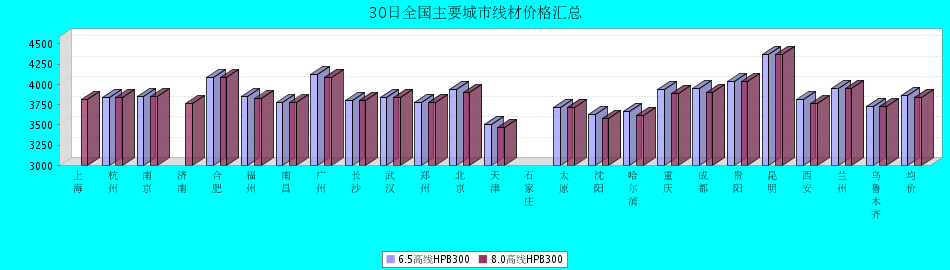 30日全国主要城市线材价格汇总
4500
4250
4000
3750
3500
3250
3000
上海
杭州
南京
济南
合肥
福州
南昌
广州
长沙
武汉
郑州
北京
天津
石家庄
太原
沈阳
哈尔滨
重庆
成都
贵阳
昆明
西安
兰州
乌鲁木齐
均价
6.5高线HPB300
8.0高线HPB300